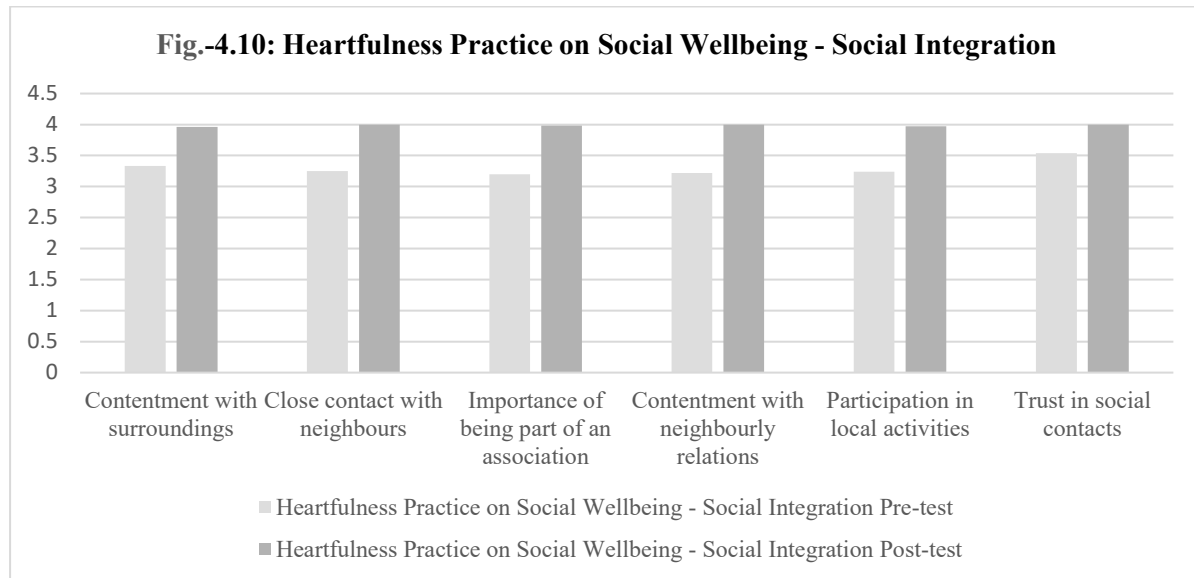 Fig.-4.10: Heartfulness Practice on Social Wellbeing - Social Integration
4.5
4
3.5
3
2.5
2
1.5
1
0.5
0
Contentment with
surroundings
Close contact with
neighbours
Importance of
being part of an
association
Contentment with
neighbourly
relations
Participation in
local activities
Trust in social
contacts
Heartfulness Practice on Social Wellbeing - Social Integration Pre-test
Heartfulness Practice on Social Wellbeing - Social Integration Post-test